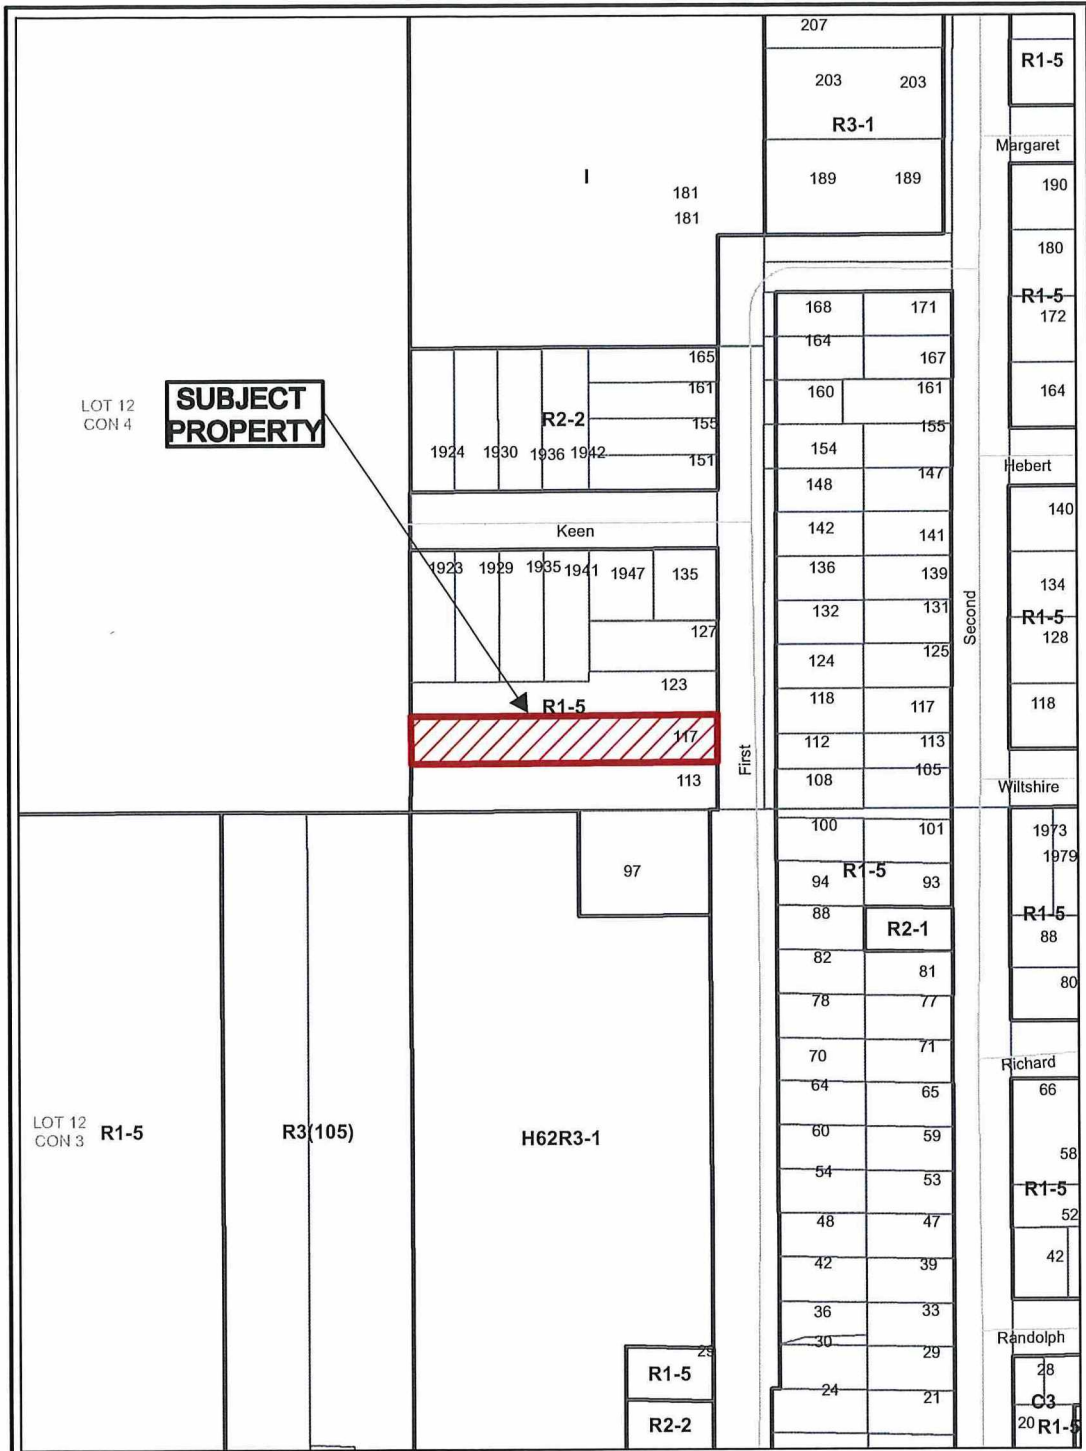 207
R1-5
203 203
R3-1
Margaret
I
181
181
189 189
190
180
R1-5
172
164
168 171
164
167
160 161
155
154
147
148
142 141
136 139
132 131
124 125
118 117
112 113
108 105
165
161
R2-2
155
1924 1930 1936 1942
151
LOT 12
CON 4
SUBJECT
PROPERTY
Hebert
140
134
R1-5
128
118
Keen
1923 1929 1935 1941 1947 135
127
123
R1-5
117
113
First
Second
Wiltshire
100 101
R1-5
94 93
88
R2-1
82
81
78 77
70 71
64 65
60 59
54 53
48 47
42 39
36 33
30 29
24 21
1973
1979
R1-5
88
80
97
Richard
66
58
R1-5
52
42
LOT 12
CON 3
R1-5
R3(105)
H62R3-1
Randolph
29
R1-5
R2-2
28
C3
20 R1-5